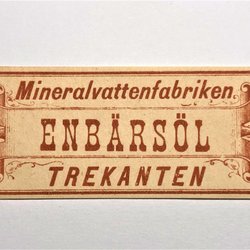 Mineralvattenfabriken,
ENBÄRSÖL
TREKANTEN